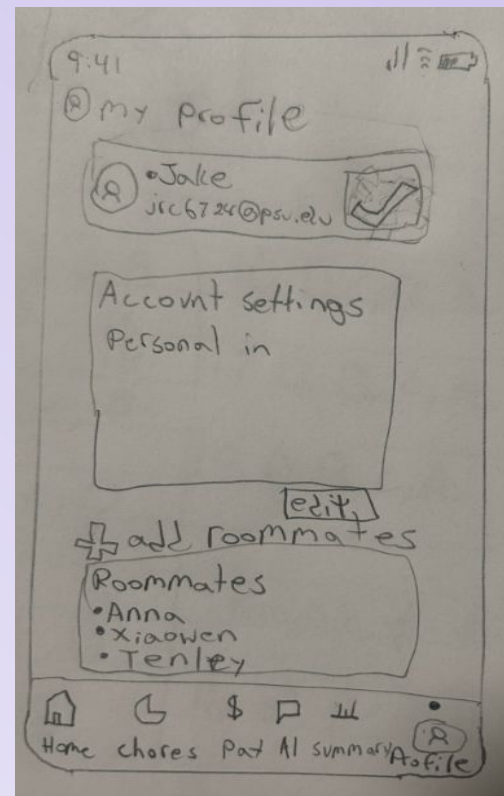 9:41
my profile
•Jake
jrc6724@psu.edu
Account settings
Personal in
edit
add roommates
Roommates
•Anna
•Xiaowen
•Tenley
Home chores Pay AI summary Profile